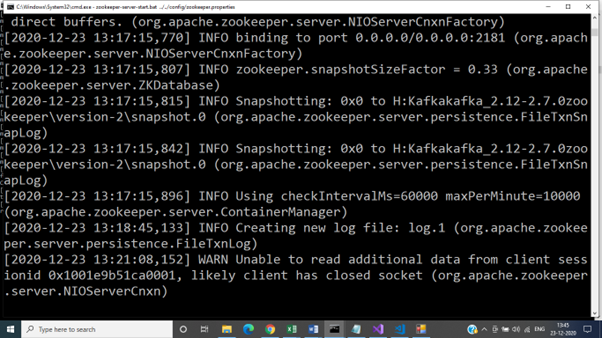 C:\Windows\System32\cmd.exe - zookeeper-server-start.bat ../../config/zookeeper.properties
direct buffers. (org.apache.zookeeper.server.NIOServerCnxnFactory)
[2020-12-23 13:17:15,770] INFO binding to port 0.0.0.0/0.0.0.0:2181 (org.apach
e.zookeeper.server.NIOServerCnxnFactory)
[2020-12-23 13:17:15,807] INFO zookeeper.snapshotSizeFactor = 0.33 (org.apache
.zookeeper.server.ZKDatabase)
[2020-12-23 13:17:15,815] INFO Snapshotting: 0x0 to H:Kafkakafka_2.12-2.7.0zoo
keeper\version-2\snapshot.0 (org.apache.zookeeper.server.persistence.FileTxnSn
apLog)
[2020-12-23 13:17:15,842] INFO Snapshotting: 0x0 to H:Kafkakafka_2.12-2.7.0zoo
keeper\version-2\snapshot.0 (org.apache.zookeeper.server.persistence.FileTxnSn
apLog)
[2020-12-23 13:17:15,896] INFO Using checkIntervalMs=60000 maxPerMinute=10000
(org.apache.zookeeper.server.ContainerManager)
[2020-12-23 13:18:45,133] INFO Creating new log file: log.1 (org.apache.zookee
per.server.persistence.FileTxnLog)
[2020-12-23 13:21:08,152] WARN Unable to read additional data from client sess
ionid 0x1001e9b51ca0001, likely client has closed socket (org.apache.zookeeper
.server.NIOServerCnxn)
Type here to search
ENG
13:45
23-12-2020